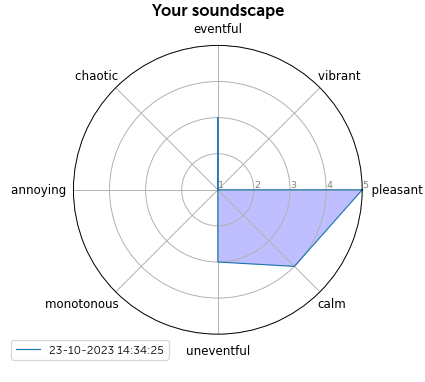 Your soundscape
eventful
chaotic
vibrant
annoying
1
2
3
4
5
pleasant
monotonous
calm
uneventful
23-10-2023 14:34:25